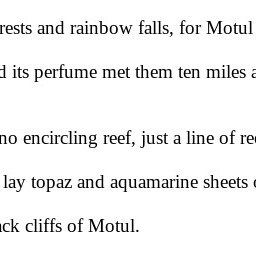 rests and rainbow falls, for Motul
d its perfume met them ten miles a
no encircling reef, just a line of re
lay topaz and aquamarine sheets
ack cliffs of Motul.